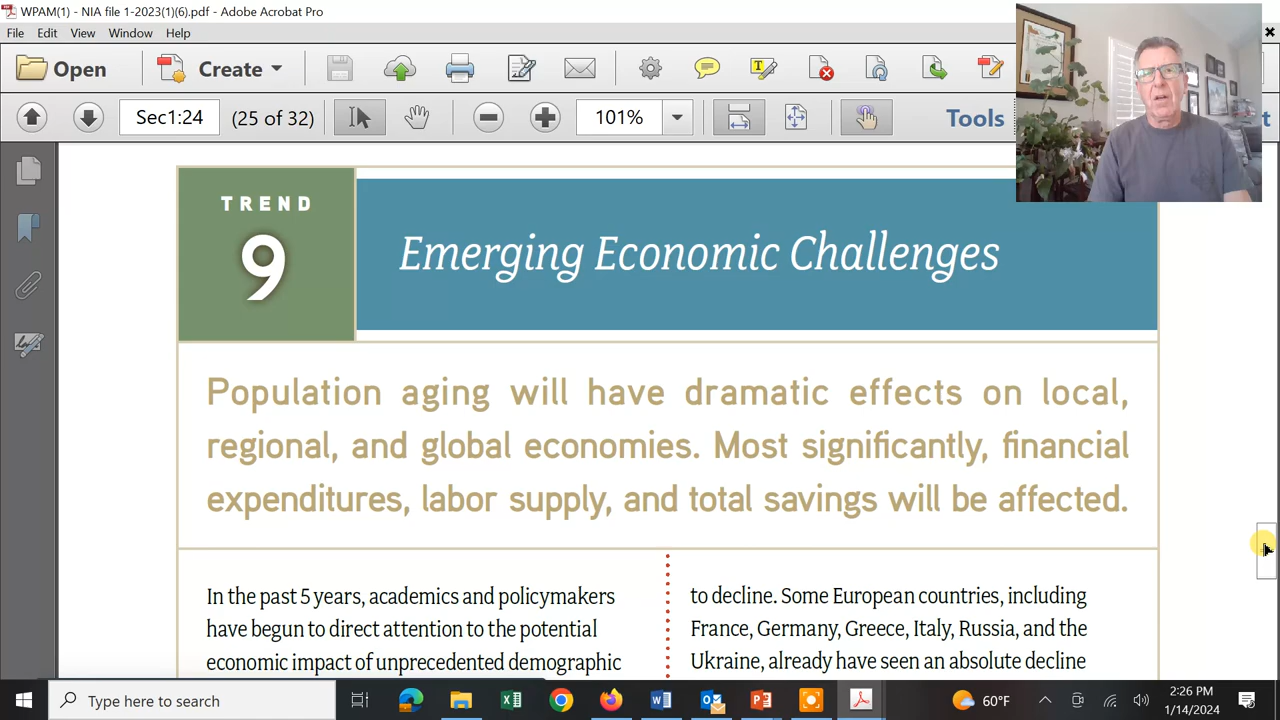 WPAM(1) - NIA file 1-2023(1)(6).pdf - Adobe Acrobat Pro
File Edit View Window Help
Open Create
Sec1:24 (25 of 32) 101% Tools
TREND
9
Emerging Economic Challenges
Population aging will have dramatic effects on local,
regional, and global economies. Most significantly, financial
expenditures, labor supply, and total savings will be affected.
In the past 5 years, academics and policymakers
have begun to direct attention to the potential
economic impact of unprecedented demographic
to decline. Some European countries, including
France, Germany, Greece, Italy, Russia, and the
Ukraine, already have seen an absolute decline
Type here to search
60°F
2:26 PM
1/14/2024